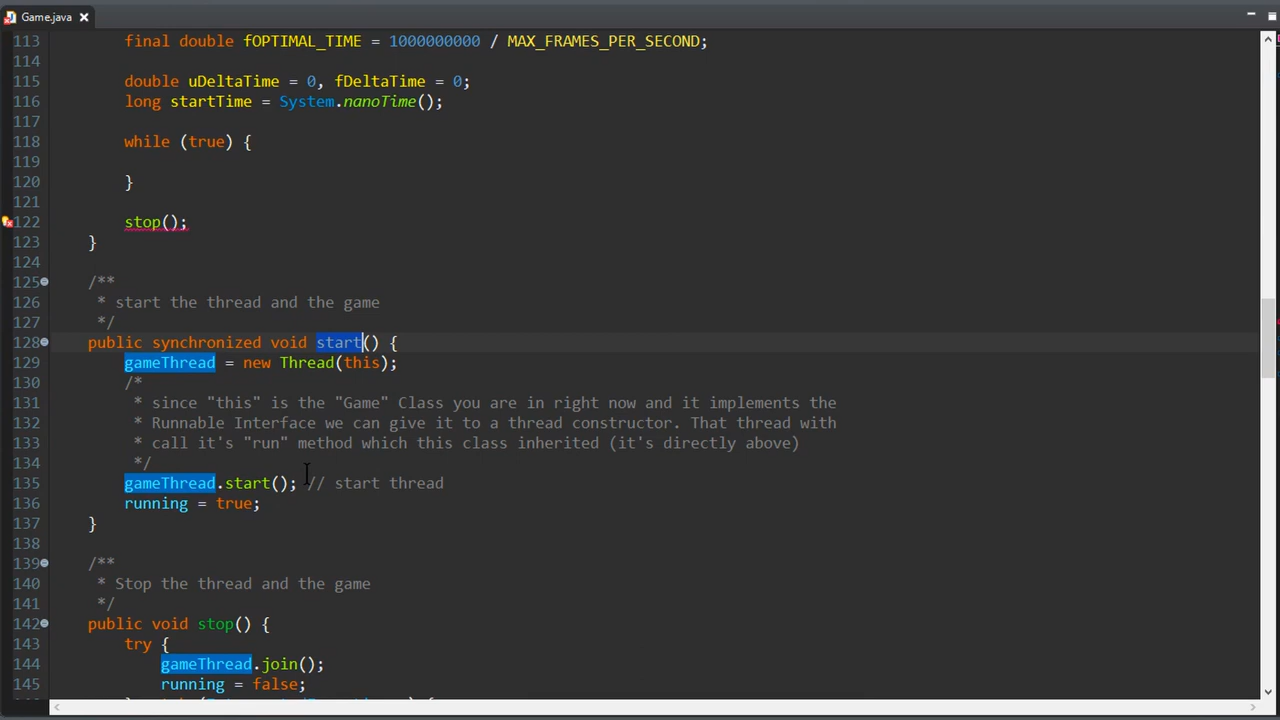 Game.java
113 final double fOPTIMAL_TIME = 1000000000 / MAX_FRAMES_PER_SECOND;
114
115 double uDeltaTime = 0, fDeltaTime = 0;
116 long startTime = System.nanoTime();
117
118 while (true) {
119
120 }
121
122 stop();
123 }
124
125 /**
126 * start the thread and the game
127 */
128 public synchronized void start() {
129 gameThread = new Thread(this);
130 /*
131 * since "this" is the "Game" Class you are in right now and it implements the
132 * Runnable Interface we can give it to a thread constructor. That thread with
133 * call it's "run" method which this class inherited (it's directly above)
134 */
135 gameThread.start(); // start thread
136 running = true;
137 }
138
139 /**
140 * Stop the thread and the game
141 */
142 public void stop() {
143 try {
144 gameThread.join();
145 running = false;